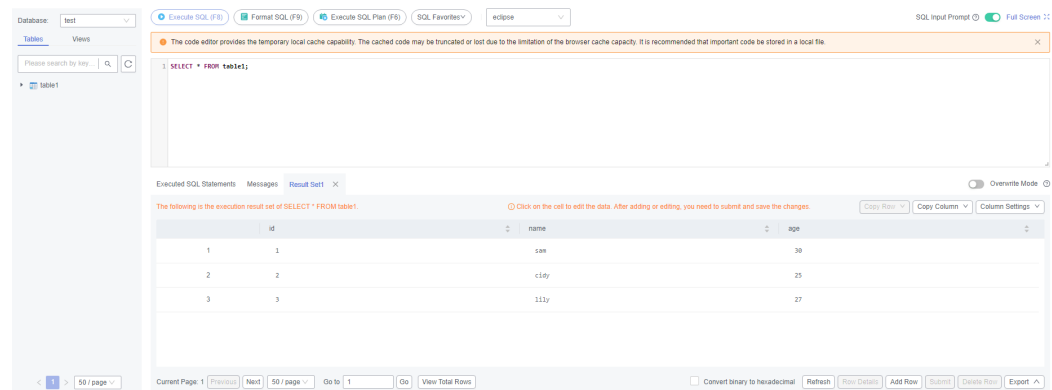 Database: test
Execute SQL (F8) Format SQL (F9) Execute SQL Plan (F6) SQL Favorites eclipse SQL Input Prompt Full Screen
Tables Views
The code editor provides the temporary local cache capability. The cached code may be truncated or lost due to the limitation of the browser cache capacity. It is recommended that important code be stored in a local file.
Please search by key...
1 SELECT * FROM table1;
table1
Executed SQL Statements Messages Result Set1 Overwrite Mode
The following is the execution result set of SELECT * FROM table1. Click on the cell to edit the data. After adding or editing, you need to submit and save the changes. Copy Row Copy Column Column Settings
id name age
1 1 sam 30
2 2 cidy 25
3 3 lily 27
1 50 / page
Current Page: 1 Previous Next 50 / page Go to 1 Go View Total Rows Convert binary to hexadecimal Refresh Row Details Add Row Submit Delete Row Export